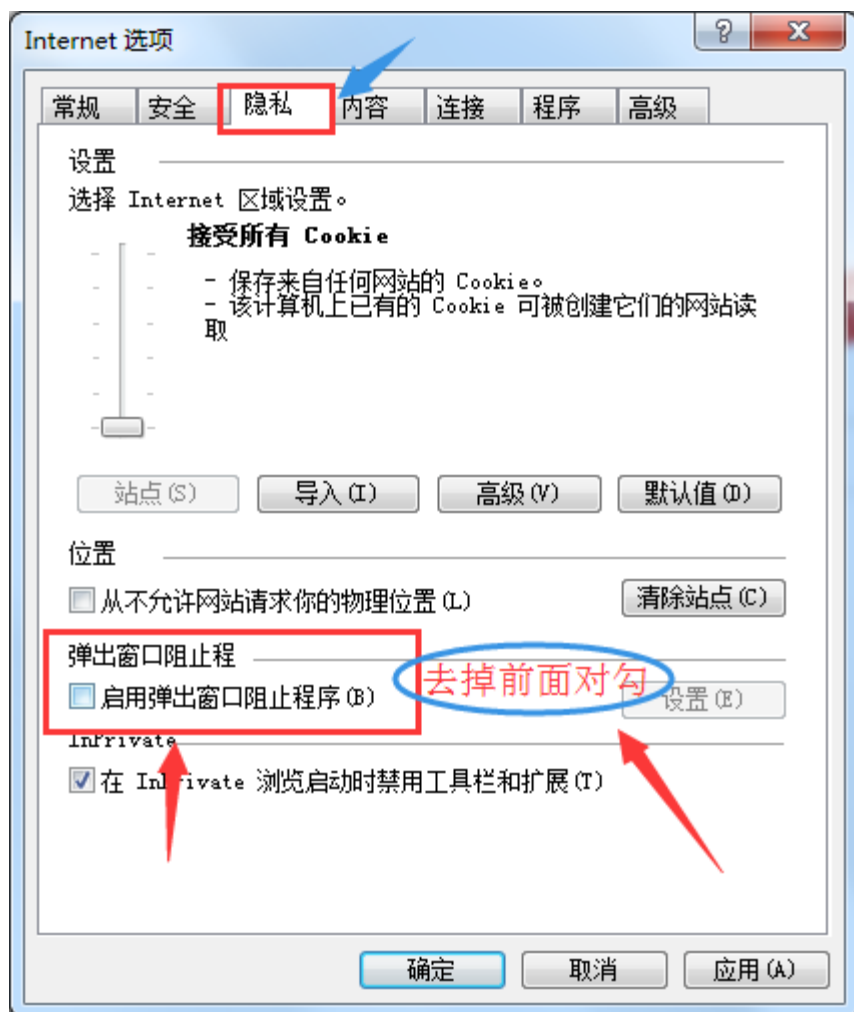 Internet 选项
常规 安全 隐私 内容 连接 程序 高级
设置
选择 Internet 区域设置。
接受所有 Cookie
- 保存来自任何网站的 Cookie。
- 该计算机上已有的 Cookie 可被创建它们的网站读
取
站点(S) 导入(I) 高级(V) 默认值(D)
位置
从不允许网站请求你的物理位置(L) 清除站点(C)
弹出窗口阻止程
启用弹出窗口阻止程序(B) 去掉前面对勾 设置(E)
InPrivate
在 InPrivate 浏览启动时禁用工具栏和扩展(T)
确定 取消 应用(A)